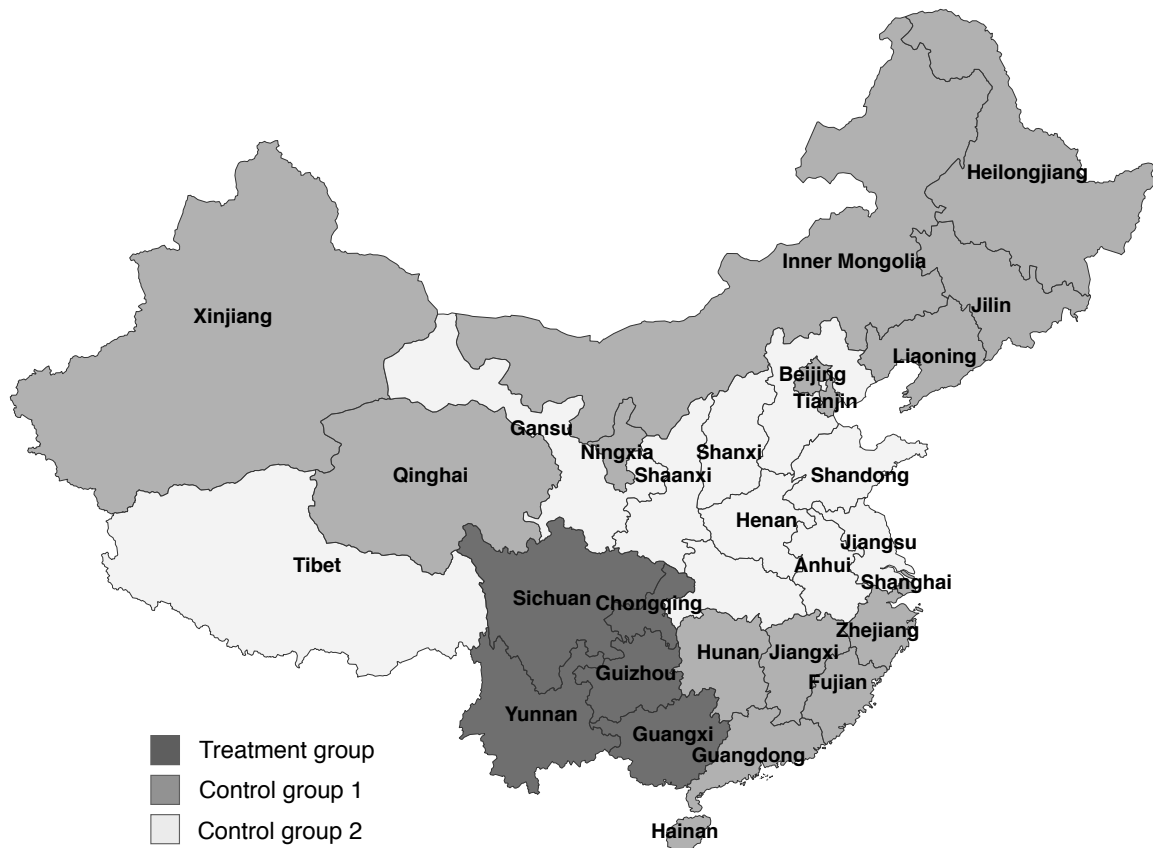 Heilongjiang
Inner Mongolia
Jilin
Xinjiang
Liaoning
Beijing
Tianjin
Gansu
Ningxia
Shanxi
Shaanxi
Qinghai
Shandong
Henan
Jiangsu
Tibet
Anhui
Shanghai
Sichuan
Chongqing
Zhejiang
Hunan
Jiangxi
Guizhou
Fujian
Yunnan
Guangxi
Guangdong
Hainan
Treatment group
Control group 1
Control group 2